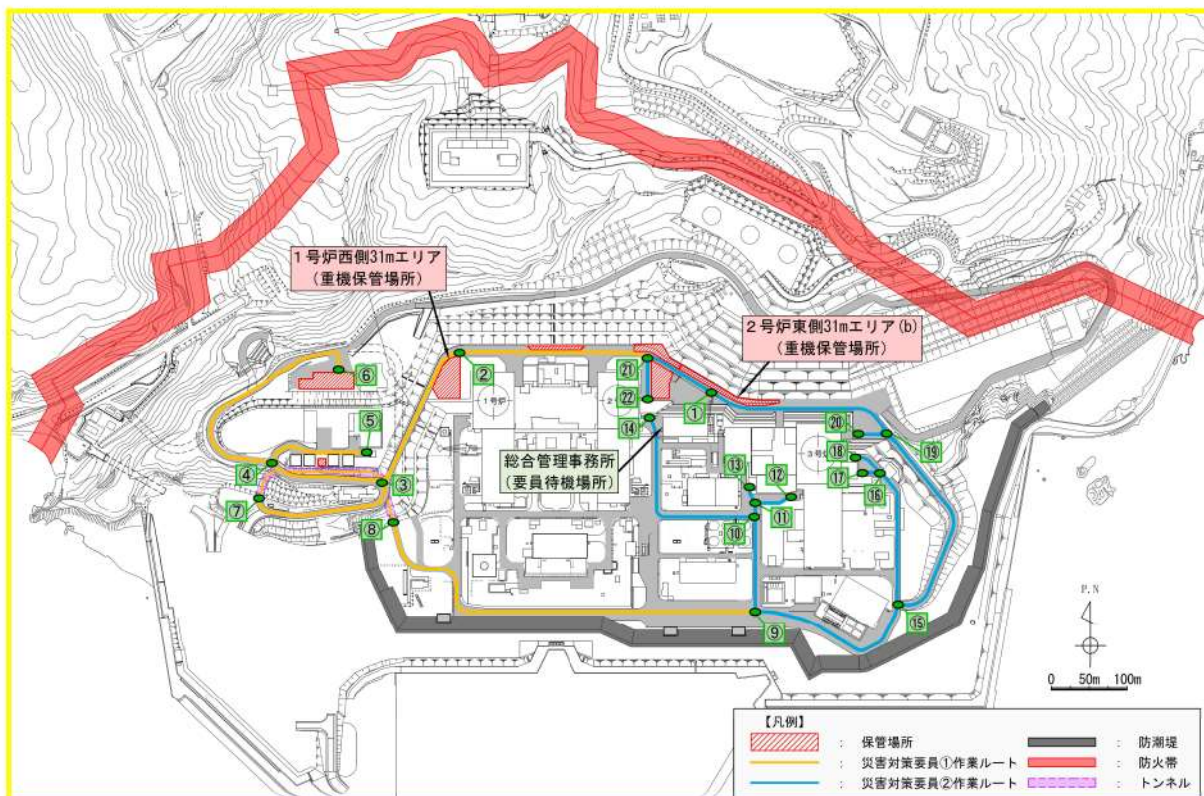 1号炉西側31mエリア
(重機保管場所)
2号炉東側31mエリア(b)
(重機保管場所)
⑥
②
1号炉
2
㉑
㉒
①
⑤
⑭
⑳
⑲
④
総合管理事務所
(要員待機場所)
3号炉
⑱
⑬
⑫
⑰
⑯
③
⑦
⑧
⑪
⑩
⑨
⑮
P.N
0 50m 100m
【凡例】
: 保管場所
: 防潮堤
: 災害対策要員①作業ルート
: 防火帯
: 災害対策要員②作業ルート
: トンネル